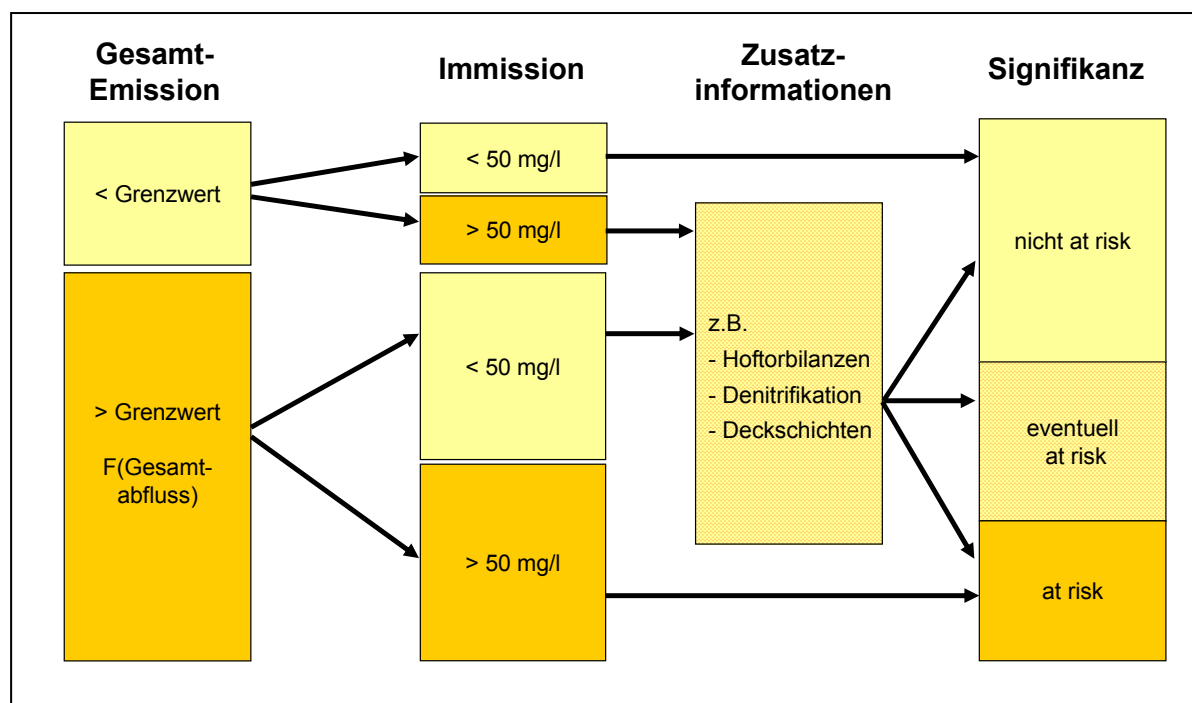 Gesamt-
Emission
Immission
Zusatz-
informationen
Signifikanz
< Grenzwert
> Grenzwert
F(Gesamt-
abfluss)
< 50 mg/l
> 50 mg/l
< 50 mg/l
> 50 mg/l
z.B.
- Hoftorbilanzen
- Denitrifikation
- Deckschichten
nicht at risk
eventuell
at risk
at risk